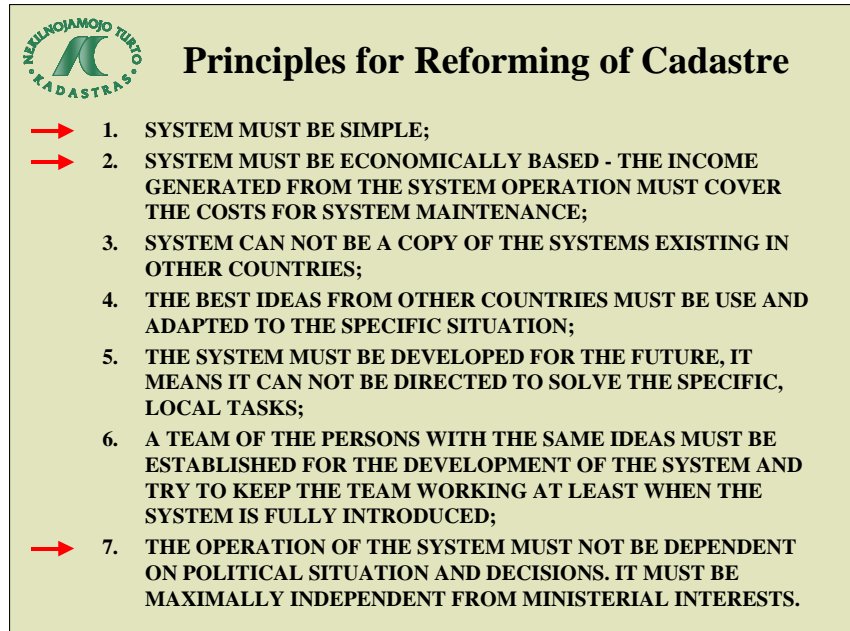 NEKILNOJAMOJO TURTO
KADASTRAS
Principles for Reforming of Cadastre
1. SYSTEM MUST BE SIMPLE;
2. SYSTEM MUST BE ECONOMICALLY BASED - THE INCOME
GENERATED FROM THE SYSTEM OPERATION MUST COVER
THE COSTS FOR SYSTEM MAINTENANCE;
3. SYSTEM CAN NOT BE A COPY OF THE SYSTEMS EXISTING IN
OTHER COUNTRIES;
4. THE BEST IDEAS FROM OTHER COUNTRIES MUST BE USE AND
ADAPTED TO THE SPECIFIC SITUATION;
5. THE SYSTEM MUST BE DEVELOPED FOR THE FUTURE, IT
MEANS IT CAN NOT BE DIRECTED TO SOLVE THE SPECIFIC,
LOCAL TASKS;
6. A TEAM OF THE PERSONS WITH THE SAME IDEAS MUST BE
ESTABLISHED FOR THE DEVELOPMENT OF THE SYSTEM AND
TRY TO KEEP THE TEAM WORKING AT LEAST WHEN THE
SYSTEM IS FULLY INTRODUCED;
7. THE OPERATION OF THE SYSTEM MUST NOT BE DEPENDENT
ON POLITICAL SITUATION AND DECISIONS. IT MUST BE
MAXIMALLY INDEPENDENT FROM MINISTERIAL INTERESTS.